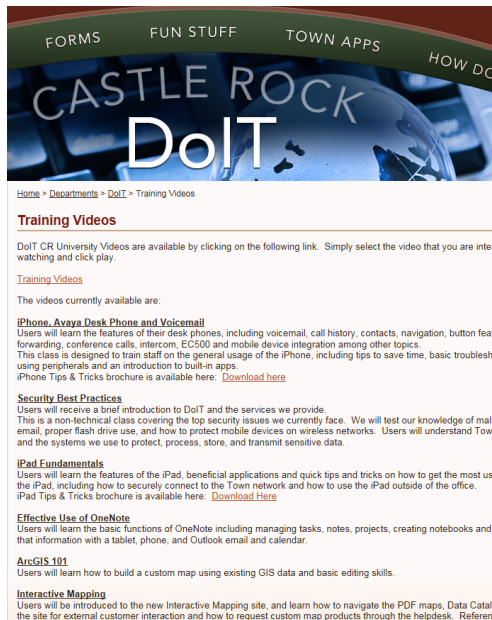 FORMS
FUN STUFF
TOWN APPS
HOW DO
CASTLE ROCK
DoIT
Home > Departments > DoIT > Training Videos
Training Videos
DoIT CR University Videos are available by clicking on the following link.  Simply select the video that you are inte
watching and click play.
Training Videos
The videos currently available are:
iPhone, Avaya Desk Phone and Voicemail
Users will learn the features of their desk phones, including voicemail, call history, contacts, navigation, button fea
forwarding, conference calls, intercom, EC500 and mobile device integration among other topics.
This class is designed to train staff on the general usage of the iPhone, including tips to save time, basic troublesh
using peripherals and an introduction to built-in apps.
iPhone Tips & Tricks brochure is available here:  Download here
Security Best Practices
Users will receive a brief introduction to DoIT and the services we provide.
This is a non-technical class covering the top security issues we currently face.  We will test our knowledge of mal
email, proper flash drive use, and how to protect mobile devices on wireless networks.  Users will understand Tow
and the systems we use to protect, process, store, and transmit sensitive data.
iPad Fundamentals
Users will learn the features of the iPad, beneficial applications and quick tips and tricks on how to get the most us
the iPad, including how to securely connect to the Town network and how to use the iPad outside of the office.
iPad Tips & Tricks brochure is available here:  Download Here
Effective Use of OneNote
Users will learn the basic functions of OneNote including managing tasks, notes, projects, creating notebooks and
that information with a tablet, phone, and Outlook email and calendar.
ArcGIS 101
Users will learn how to build a custom map using existing GIS data and basic editing skills.
Interactive Mapping
Users will be introduced to the new Interactive Mapping site, and learn how to navigate the PDF maps, Data Catal
the site for external customer interaction and how to request custom map products through the helpdesk.  Referen